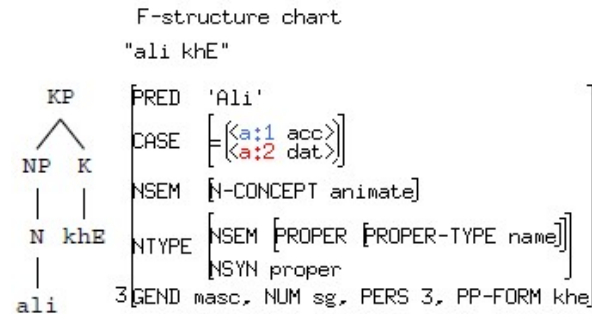 F-structure chart
"ali khE"
KP
NP K
N khE
ali
PRED 'Ali'
CASE = <a:1 acc>
<a:2 dat>
NSEM [N-CONCEPT animate]
NTYPE NSEM [PROPER [PROPER-TYPE name]]
NSYN proper
3 GEND masc, NUM sg, PERS 3, PP-FORM khe